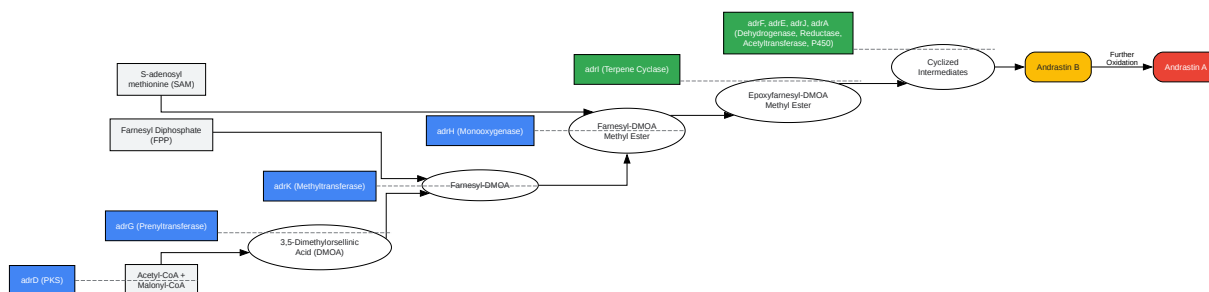 adrF, adrE, adrJ, adrA
(Dehydrogenase, Reductase,
Acetyltransferase, P450)
adrI (Terpene Cyclase)
Cyclized
Intermediates
Andrastin B
Further
Oxidation
Andrastin A
S-adenosyl
methionine (SAM)
Epoxyfarnesyl-DMOA
Methyl Ester
Farnesyl Diphosphate
(FPP)
adrH (Monooxygenase)
Farnesyl-DMOA
Methyl Ester
adrK (Methyltransferase)
Farnesyl-DMOA
adrG (Prenyltransferase)
3,5-Dimethylorsellinic
Acid (DMOA)
adrD (PKS)
Acetyl-CoA +
Malonyl-CoA